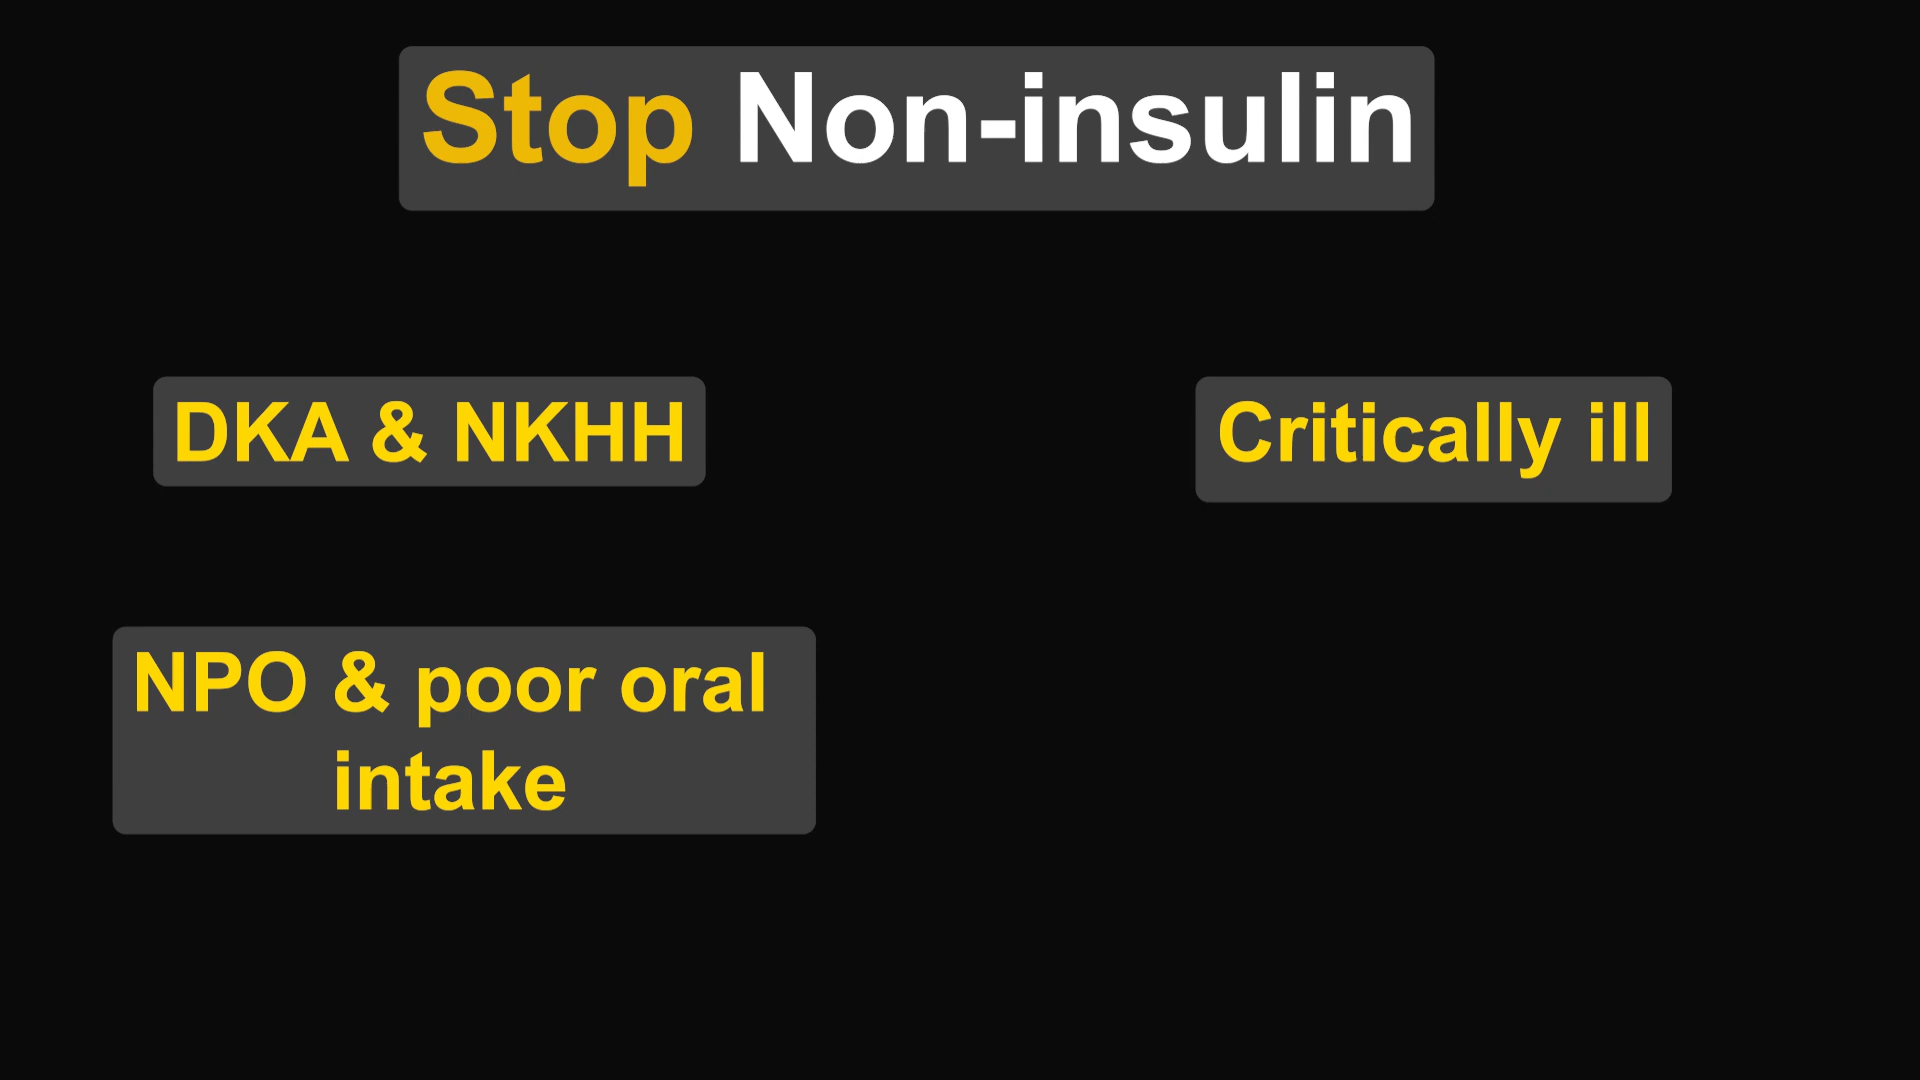 Stop Non-insulin
DKA & NKHH
Critically ill
NPO & poor oral
intake